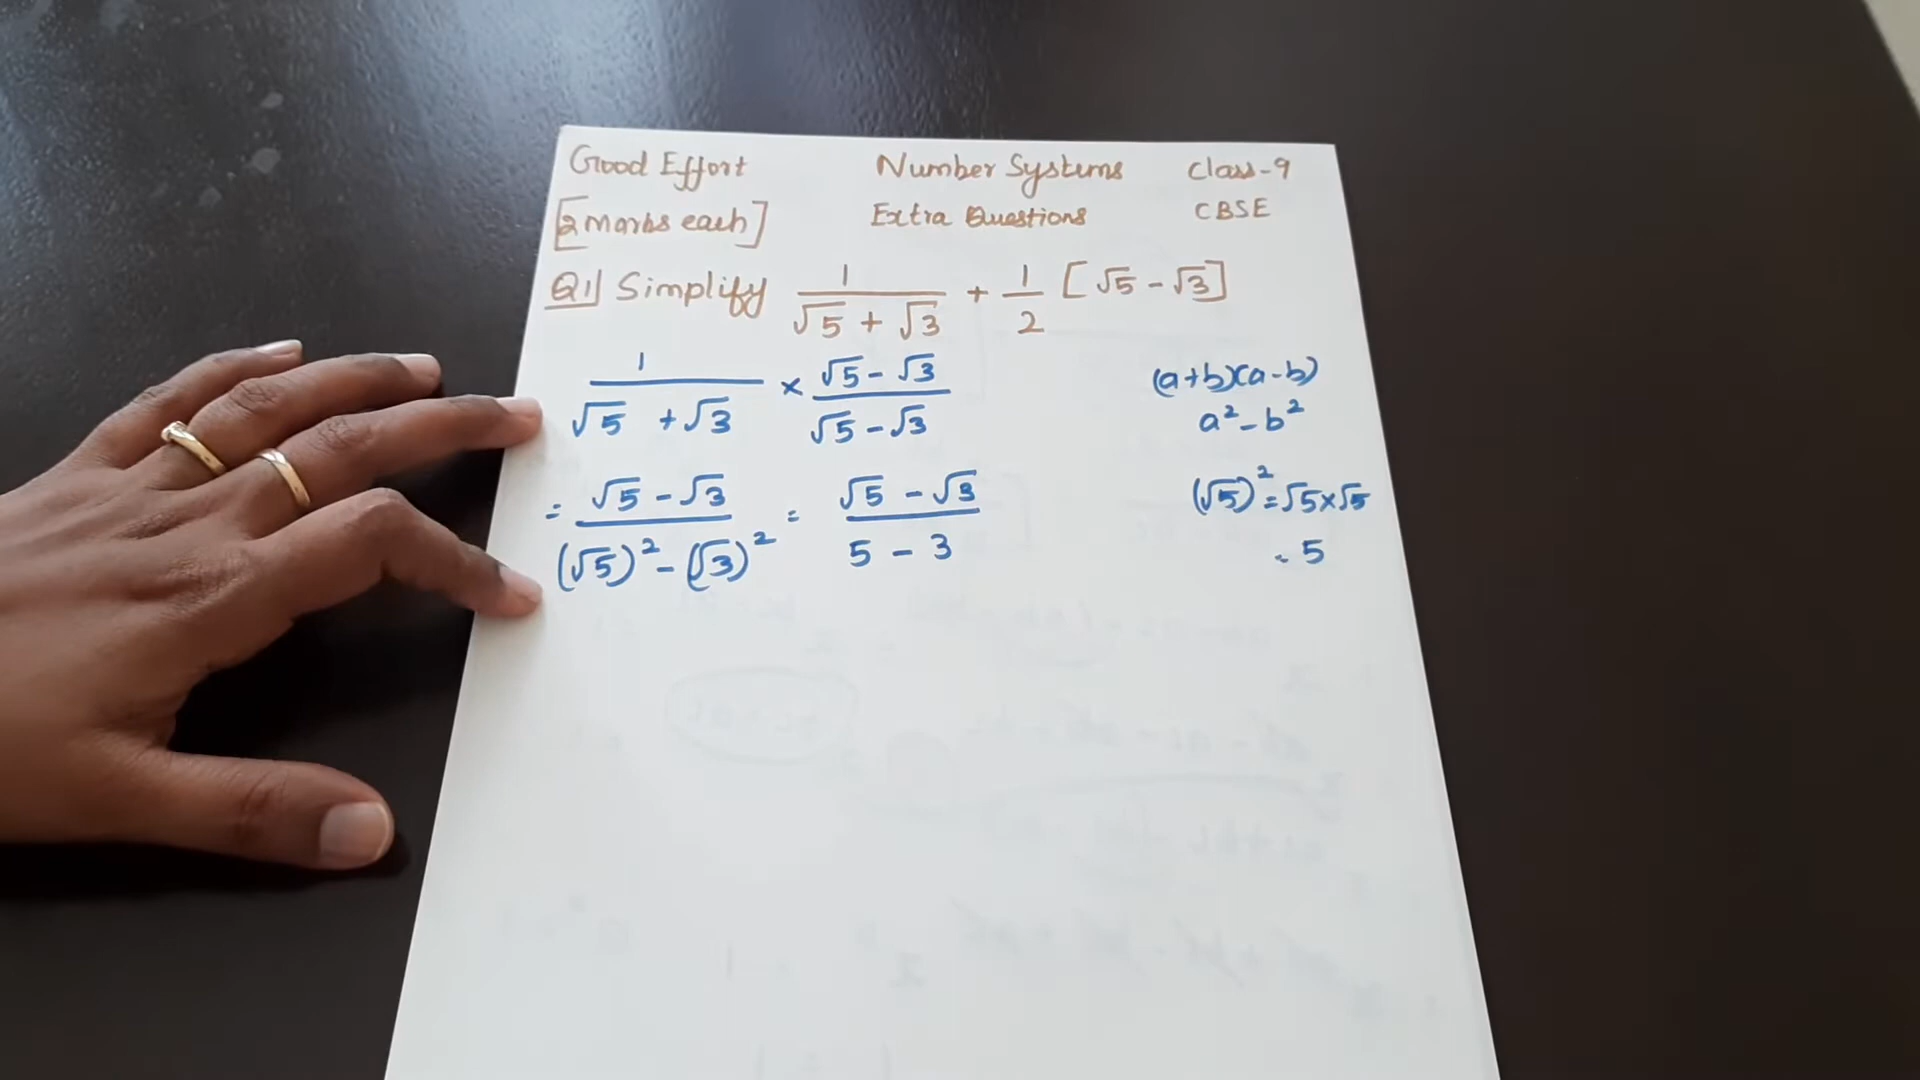 Good Effort Number Systems Class-9
[2 marks each] Extra Questions CBSE
Q1] Simplify 1/(√5 + √3) + 1/2 [√5 - √3]
1/(√5 + √3) × (√5 - √3)/(√5 - √3) (a+b)(a-b)
a² - b²
= (√5 - √3)/((√5)² - (√3)²) = (√5 - √3)/(5 - 3) (√5)² = √5×√5
= 5